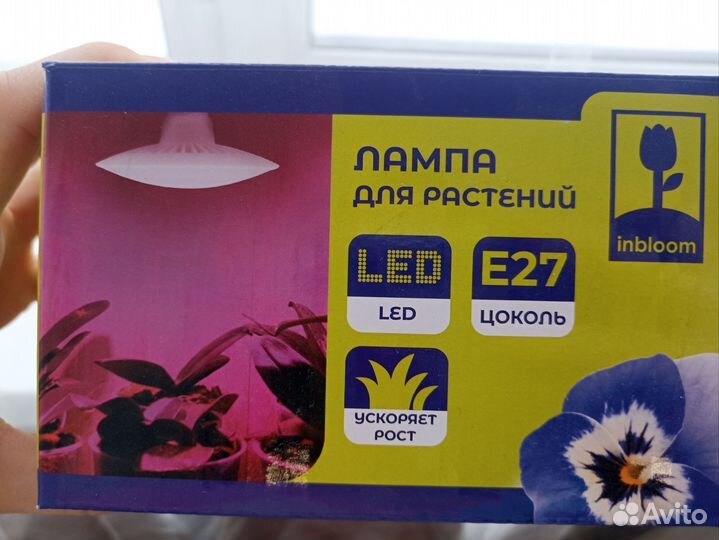 ЛАМПА
ДЛЯ РАСТЕНИЙ
inbloom
LED
LED
E27
ЦОКОЛЬ
УСКОРЯЕТ
РОСТ
Avito